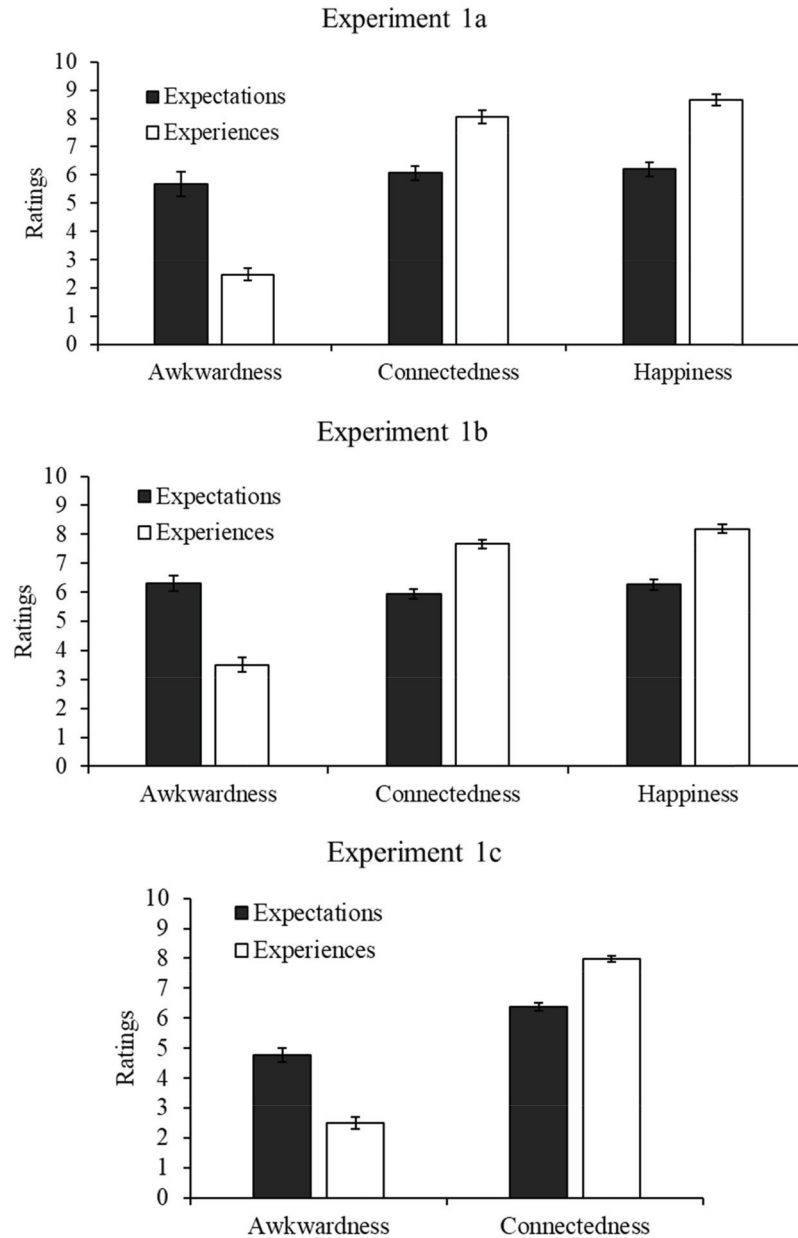 Experiment 1a
10
9
8
7
6
5
4
3
2
1
0
Ratings
Expectations
Experiences
Awkwardness Connectedness Happiness
Experiment 1b
10
9
8
7
6
5
4
3
2
1
0
Ratings
Expectations
Experiences
Awkwardness Connectedness Happiness
Experiment 1c
10
9
8
7
6
5
4
3
2
1
0
Ratings
Expectations
Experiences
Awkwardness Connectedness